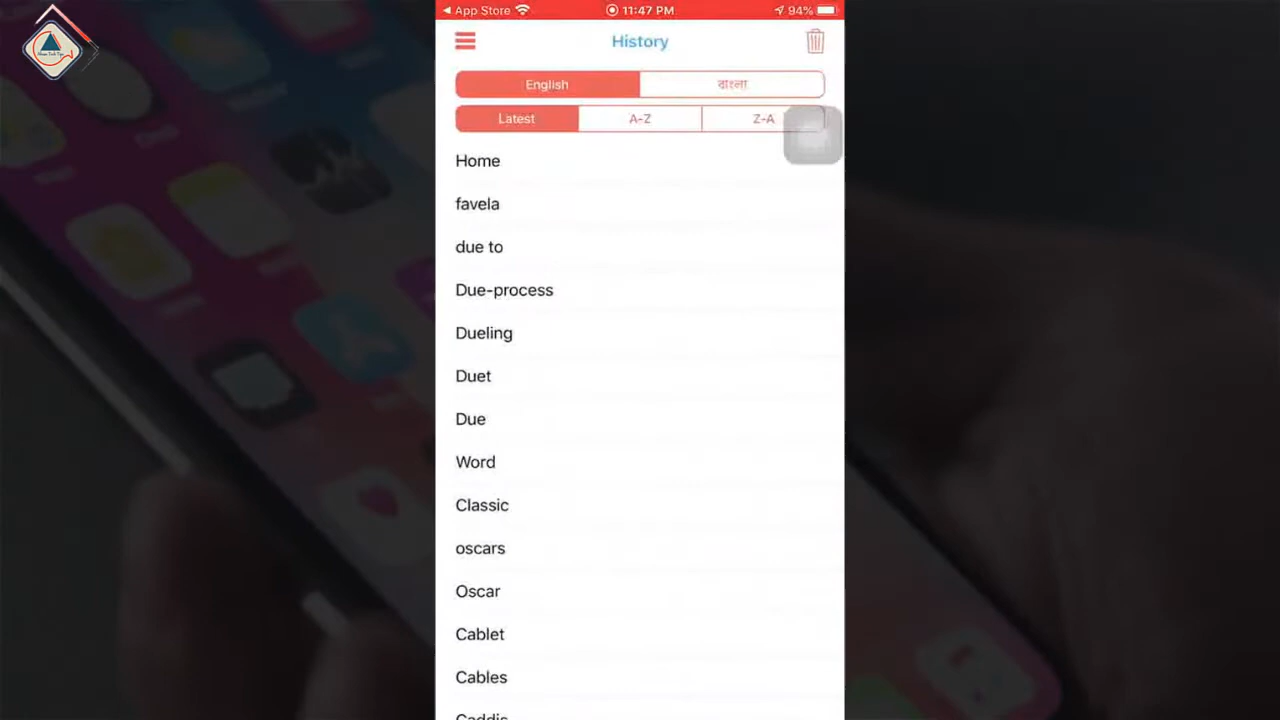 App Store 11:47 PM 94%
History
English বাংলা
Latest A-Z Z-A
Home
favela
due to
Due-process
Dueling
Duet
Due
Word
Classic
oscars
Oscar
Cablet
Cables